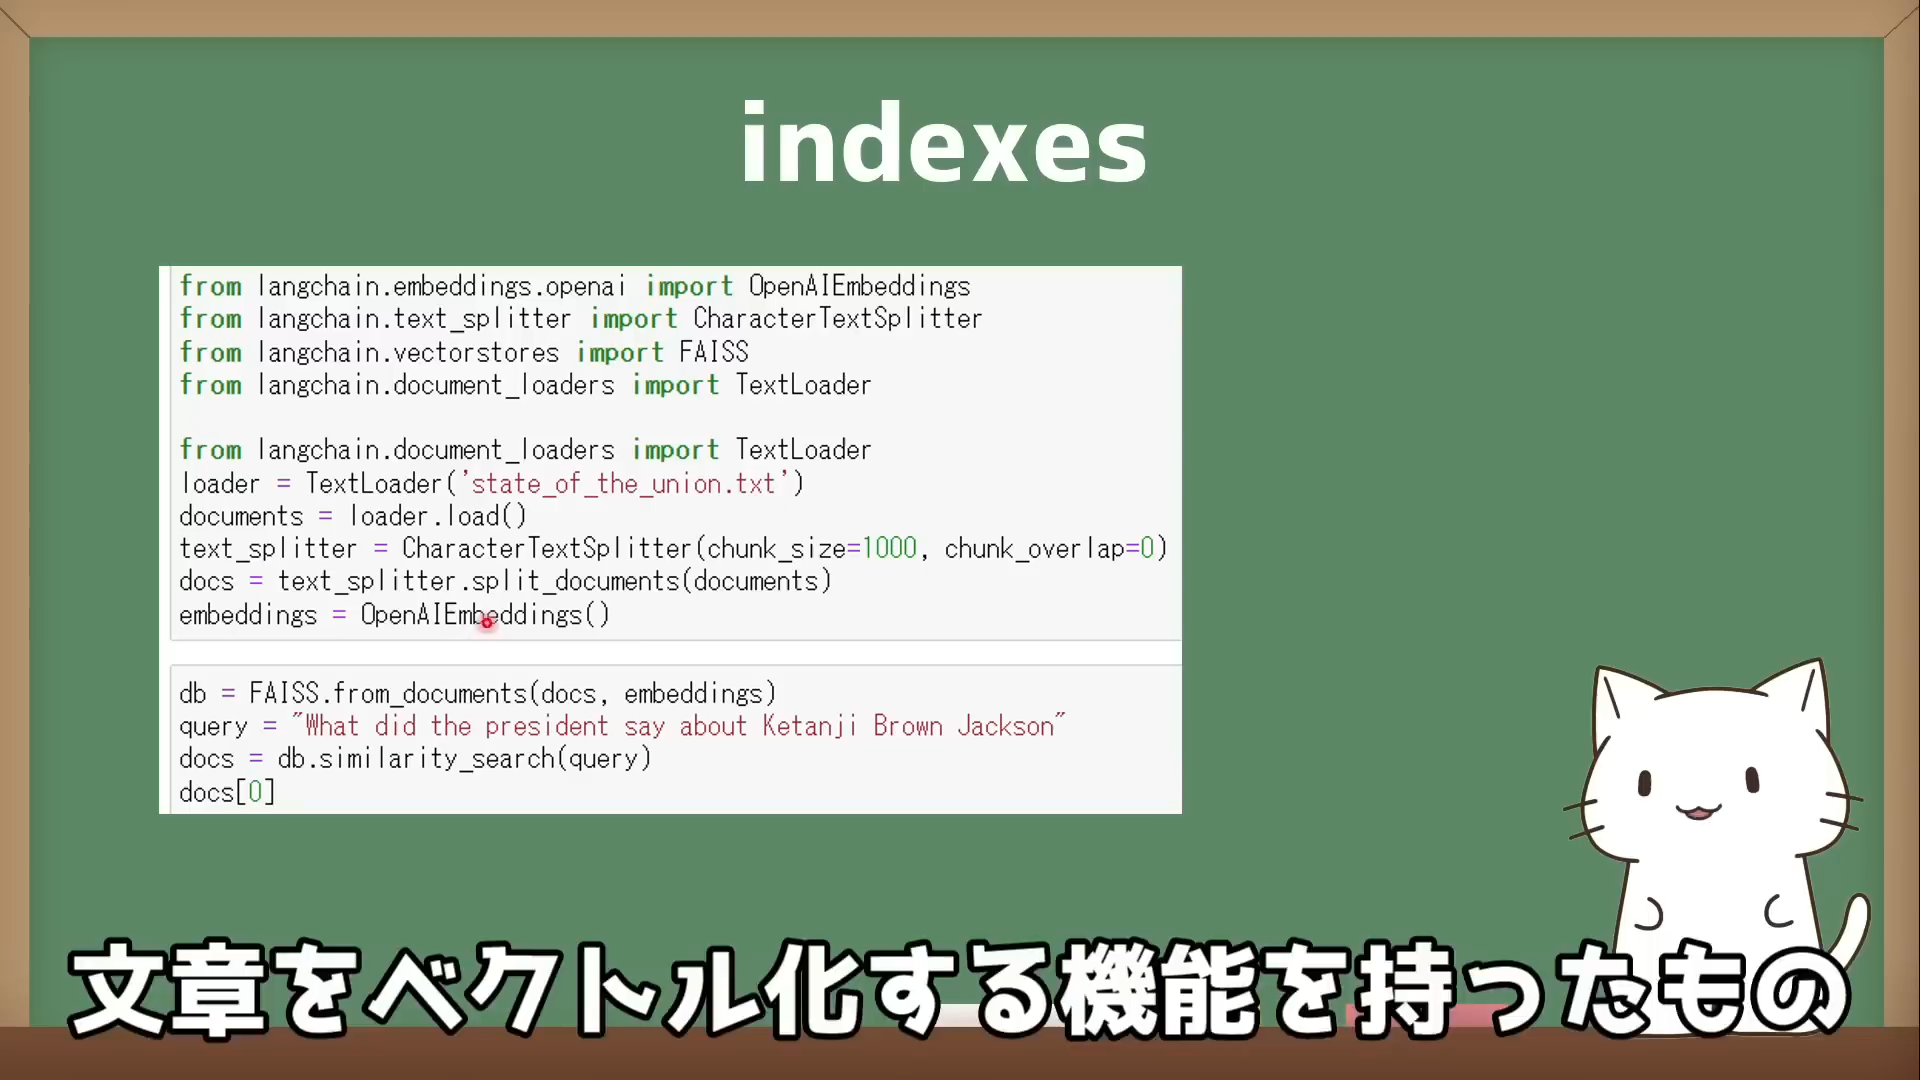 indexes
from langchain.embeddings.openai import OpenAIEmbeddings
from langchain.text_splitter import CharacterTextSplitter
from langchain.vectorstores import FAISS
from langchain.document_loaders import TextLoader
from langchain.document_loaders import TextLoader
loader = TextLoader('state_of_the_union.txt')
documents = loader.load()
text_splitter = CharacterTextSplitter(chunk_size=1000, chunk_overlap=0)
docs = text_splitter.split_documents(documents)
embeddings = OpenAIEmbeddings()
db = FAISS.from_documents(docs, embeddings)
query = "What did the president say about Ketanji Brown Jackson"
docs = db.similarity_search(query)
docs[0]
文章をベクトル化する機能を持ったもの